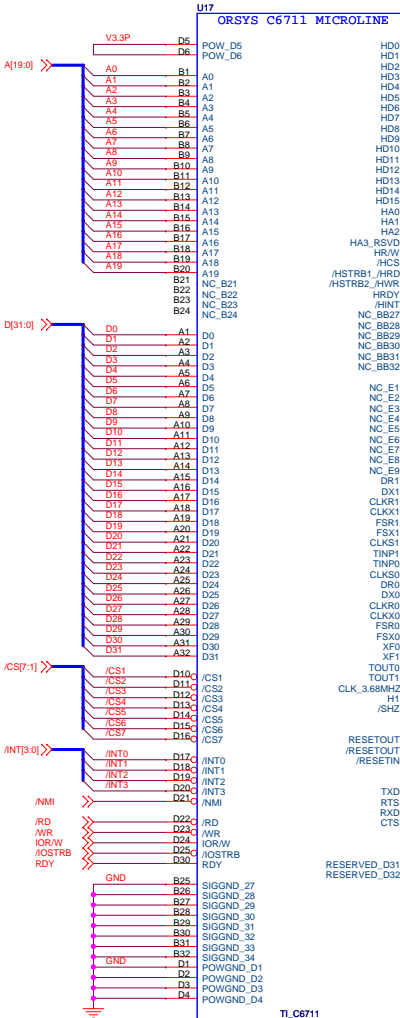 U17
ORSYS C6711 MICROLINE
V3.3P D5 POW_D5 HD0
D6 POW_D6 HD1
HD2
A[19:0] HD3
A0 B1 A0 HD4
A1 B2 A1 HD5
A2 B3 A2 HD6
A3 B4 A3 HD7
A4 B5 A4 HD8
A5 B6 A5 HD9
A6 B7 A6 HD10
A7 B8 A7 HD11
A8 B9 A8 HD12
A9 B10 A9 HD13
A10 B11 A10 HD14
A11 B12 A11 HD15
A12 B13 A12 HA0
A13 B14 A13 HA1
A14 B15 A14 HA2
A15 B16 A15 HA3_RSVD
A16 B17 A16 HR/W
A17 B18 A17 /HCS
A18 B19 A18 /HSTRB1_/HRD
A19 B20 A19 /HSTRB2_/HWR
B21 NC_B21 HRDY
B22 NC_B22 /HINT
B23 NC_B23 NC_BB27
B24 NC_B24 NC_BB28
D[31:0] NC_BB29
D0 A1 D0 NC_BB30
D1 A2 D1 NC_BB31
D2 A3 D2 NC_BB32
D3 A4 D3
D4 A5 D4 NC_E1
D5 A6 D5 NC_E2
D6 A7 D6 NC_E3
D7 A8 D7 NC_E4
D8 A9 D8 NC_E5
D9 A10 D9 NC_E6
D10 A11 D10 NC_E7
D11 A12 D11 NC_E8
D12 A13 D12 NC_E9
D13 A14 D13 DR1
D14 A15 D14 DX1
D15 A16 D15 CLKR1
D16 A17 D16 CLKX1
D17 A18 D17 FSR1
D18 A19 D18 FSX1
D19 A20 D19 CLKS1
D20 A21 D20 TINP1
D21 A22 D21 TINP0
D22 A23 D22 CLKS0
D23 A24 D23 DR0
D24 A25 D24 DX0
D25 A26 D25 CLKR0
D26 A27 D26 CLKX0
D27 A28 D27 FSR0
D28 A29 D28 FSX0
D29 A30 D29 XF0
D30 A31 D30 XF1
D31 A32 D31 TOUT0
/CS[7:1] TOUT1
/CS1 D10 /CS1 CLK_3.68MHZ
/CS2 D11 /CS2 H1
/CS3 D12 /CS3 /SHZ
/CS4 D13 /CS4
/CS5 D14 /CS5
/CS6 D15 /CS6
/CS7 D16 /CS7 RESETOUT
/INT[3:0] /RESETOUT
/INT0 D17 /INT0 /RESETIN
/INT1 D18 /INT1
/INT2 D19 /INT2
/INT3 D20 /INT3 TXD
/NMI D21 /NMI RTS
RXD
/RD D22 /RD CTS
/WR D23 /WR
IOR/W D24 IOR/W
/IOSTRB D25 /IOSTRB
RDY D30 RDY RESERVED_D31
RESERVED_D32
GND B25 SIGGND_27
B26 SIGGND_28
B27 SIGGND_29
B28 SIGGND_30
B29 SIGGND_31
B30 SIGGND_32
B31 SIGGND_33
B32 SIGGND_34
GND D1 POWGND_D1
D2 POWGND_D2
D3 POWGND_D3
D4 POWGND_D4
TI_C6711